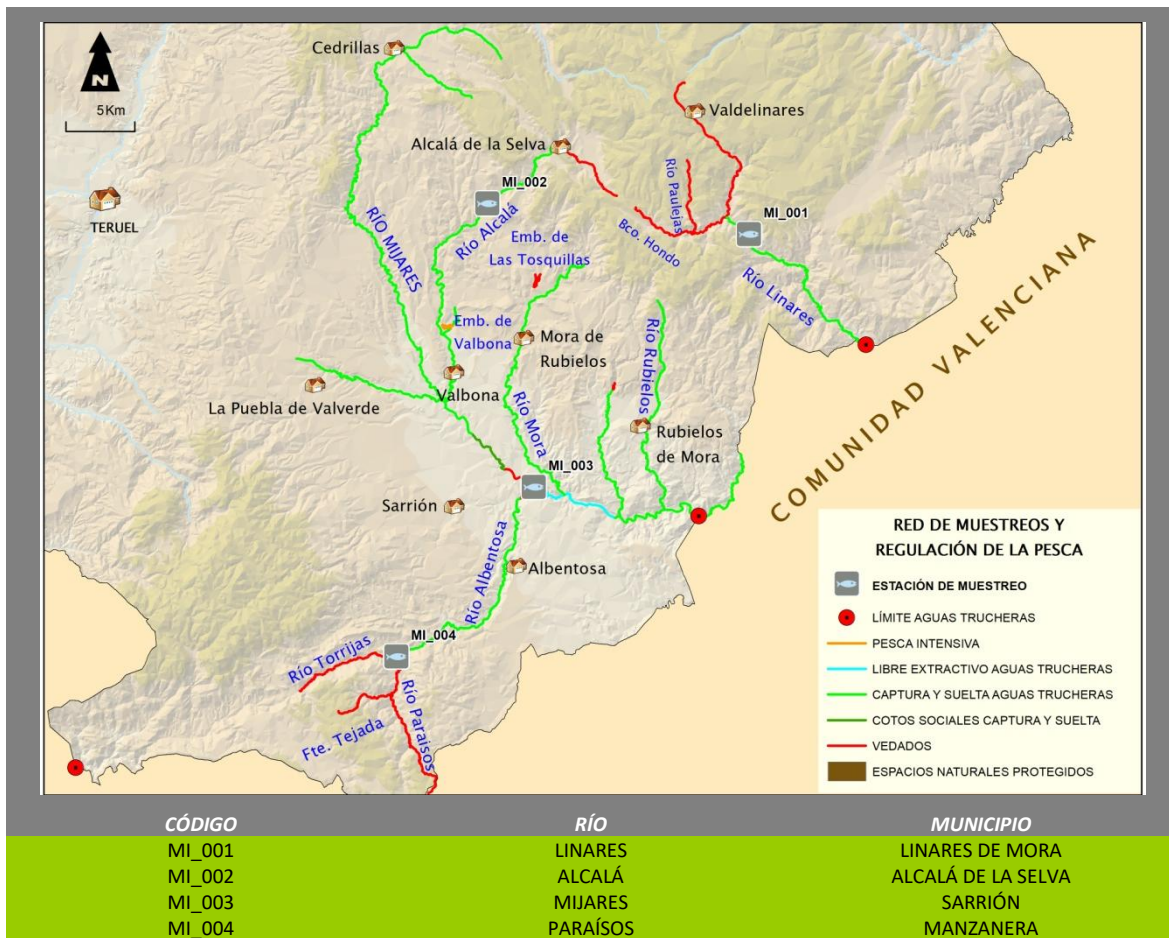 Cedrillas
N
5Km
Valdelinares
Alcalá de la Selva
MI_002
Río Paulejas
TERUEL
RÍO MIJARES
Río Alcalá
MI_001
Emb. de
Las Tosquillas
Bco. Hondo
Río Linares
COMUNIDAD VALENCIANA
Emb. de
Valbona
Mora de
Rubielos
Río Rubielos
La Puebla de Valverde
Valbona
Río Mora
Rubielos
de Mora
MI_003
Sarrión
Río Albentosa
Albentosa
MI_004
Río Torrijas
Río Paraisos
Fte. Tejada
RED DE MUESTREOS Y
REGULACIÓN DE LA PESCA
ESTACIÓN DE MUESTREO
LÍMITE AGUAS TRUCHERAS
PESCA INTENSIVA
LIBRE EXTRACTIVO AGUAS TRUCHERAS
CAPTURA Y SUELTA AGUAS TRUCHERAS
COTOS SOCIALES CAPTURA Y SUELTA
VEDADOS
ESPACIOS NATURALES PROTEGIDOS
CÓDIGO RÍO MUNICIPIO
MI_001 LINARES LINARES DE MORA
MI_002 ALCALÁ ALCALÁ DE LA SELVA
MI_003 MIJARES SARRIÓN
MI_004 PARAÍSOS MANZANERA